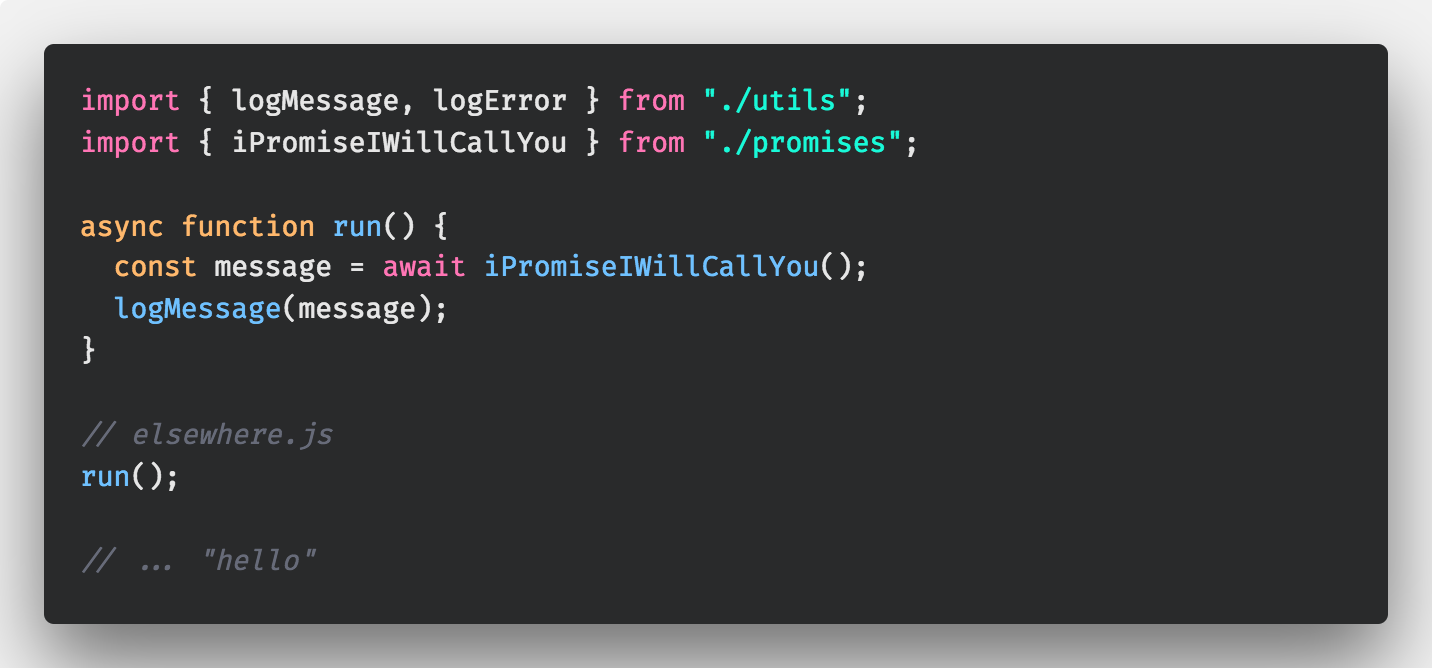 import { logMessage, logError } from "./utils";
import { iPromiseIWillCallYou } from "./promises";
async function run() {
const message = await iPromiseIWillCallYou();
logMessage(message);
}
// elsewhere.js
run();
// ... "hello"